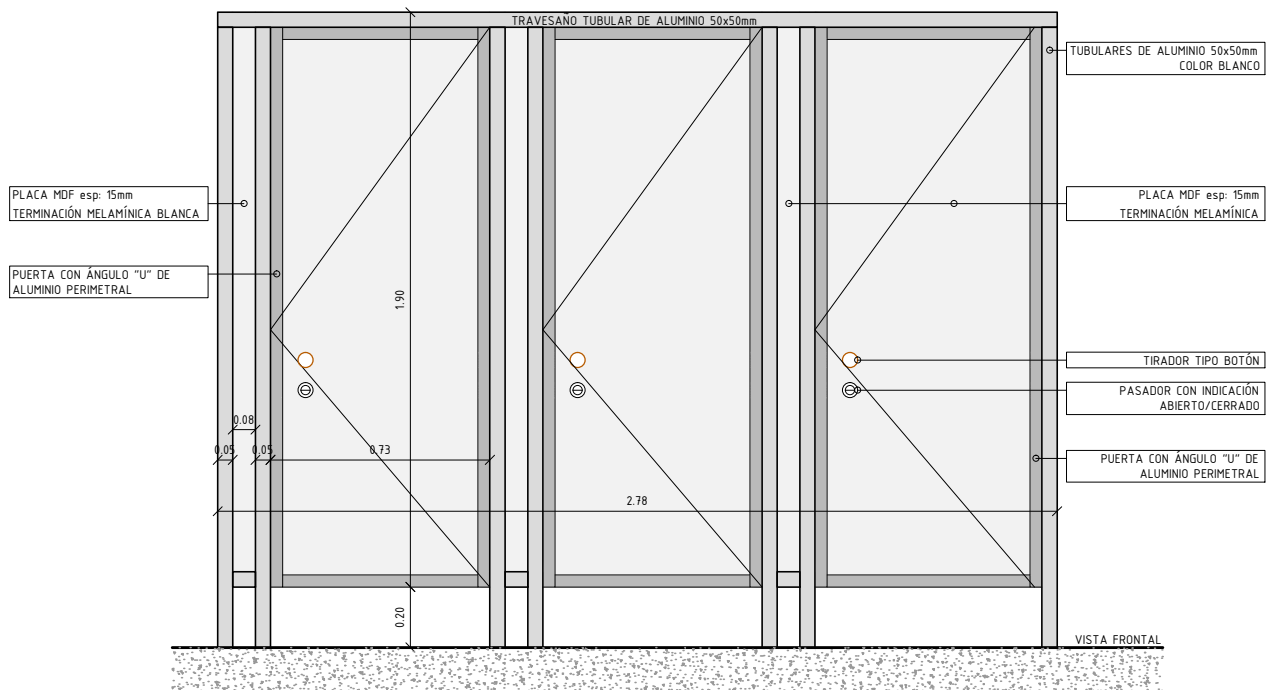 TRAVESAÑO TUBULAR DE ALUMINIO 50x50mm
TUBULARES DE ALUMINIO 50x50mm
COLOR BLANCO
PLACA MDF esp: 15mm
TERMINACIÓN MELAMÍNICA BLANCA
PLACA MDF esp: 15mm
TERMINACIÓN MELAMÍNICA
PUERTA CON ÁNGULO "U" DE
ALUMINIO PERIMETRAL
1.90
TIRADOR TIPO BOTÓN
PASADOR CON INDICACIÓN
ABIERTO/CERRADO
0.08
0.05
0.05
0.73
PUERTA CON ÁNGULO "U" DE
ALUMINIO PERIMETRAL
2.78
0.20
VISTA FRONTAL